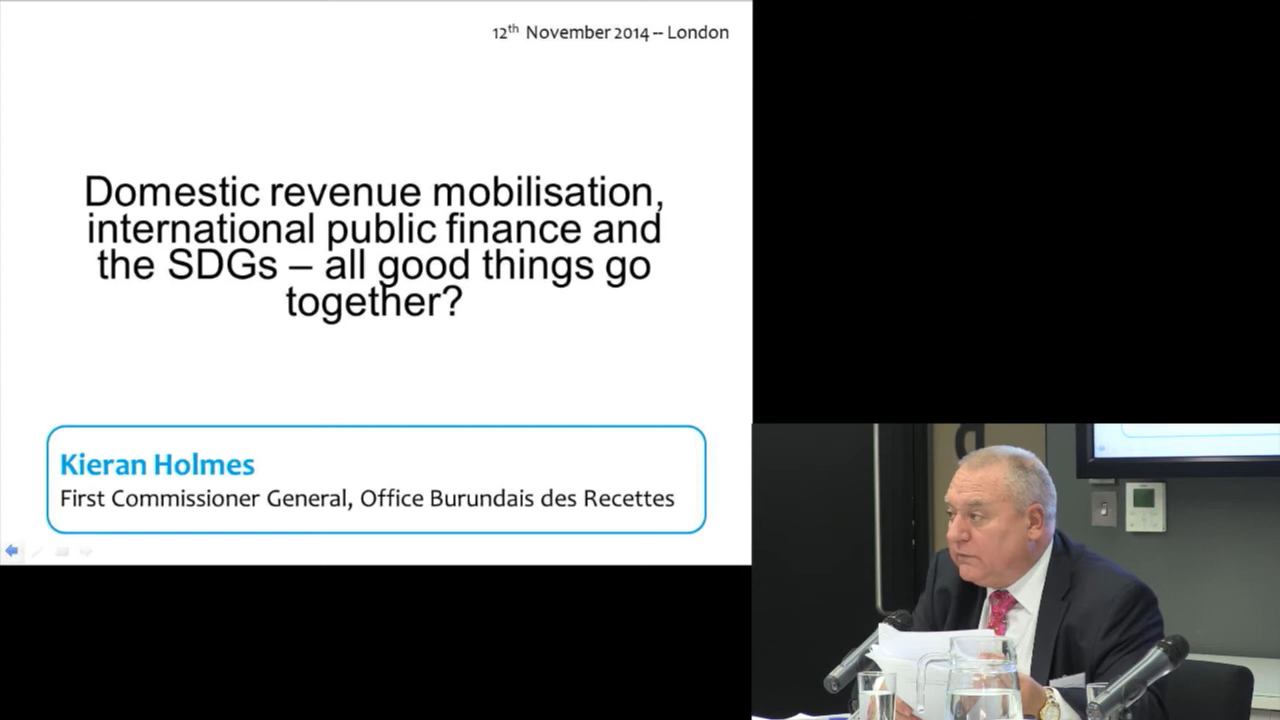 12th November 2014 -- London
Domestic revenue mobilisation,
international public finance and
the SDGs – all good things go
together?
Kieran Holmes
First Commissioner General, Office Burundais des Recettes